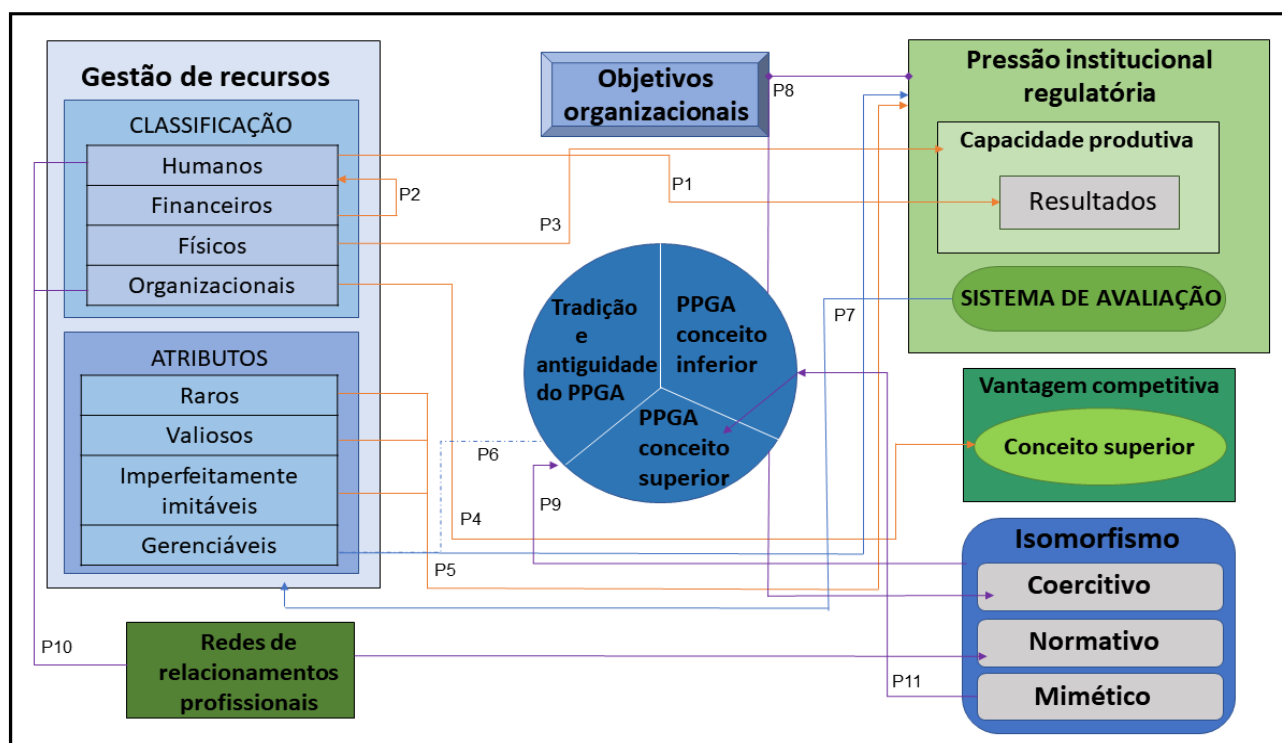 Gestão de recursos
CLASSIFICAÇÃO
Humanos
Financeiros
Físicos
Organizacionais
ATRIBUTOS
Raros
Valiosos
Imperfeitamente
imitáveis
Gerenciáveis
P2
P10
Redes de
relacionamentos
profissionais
Objetivos
organizacionais
P8
P1
P3
Tradição
e
antiguidade
do PPGA
PPGA
conceito
inferior
PPGA
conceito
superior
P7
P6
P9
P4
P5
P11
Pressão institucional
regulatória
Capacidade produtiva
Resultados
SISTEMA DE AVALIAÇÃO
Vantagem competitiva
Conceito superior
Isomorfismo
Coercitivo
Normativo
Mimético